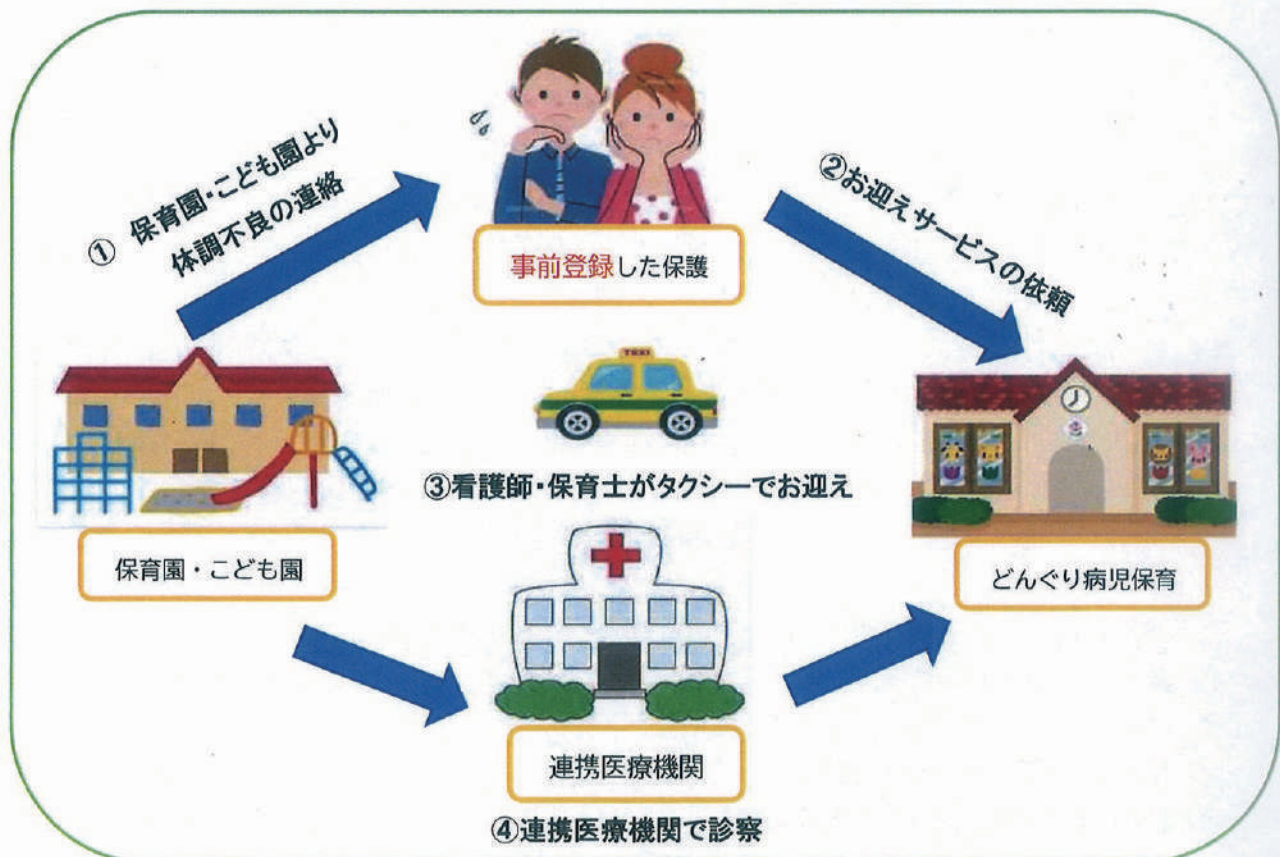 ① 保育園・こども園より
体調不良の連絡
事前登録した保護
②お迎えサービスの依頼
TAXI
③看護師・保育士がタクシーでお迎え
保育園・こども園
どんぐり病児保育
連携医療機関
④連携医療機関で診察